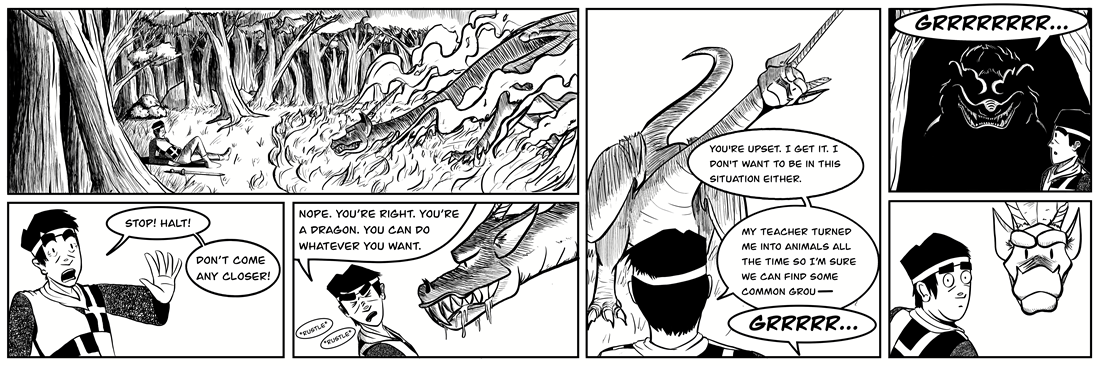 STOP! HALT!
DON'T COME
ANY CLOSER!
NOPE. YOU'RE RIGHT. YOU'RE
A DRAGON. YOU CAN DO
WHATEVER YOU WANT.
*RUSTLE*
*RUSTLE*
YOU'RE UPSET. I GET IT. I
DON'T WANT TO BE IN THIS
SITUATION EITHER.
MY TEACHER TURNED
ME INTO ANIMALS ALL
THE TIME SO I'M SURE
WE CAN FIND SOME
COMMON GROU—
GRRRRR...
GRRRRRRRR...